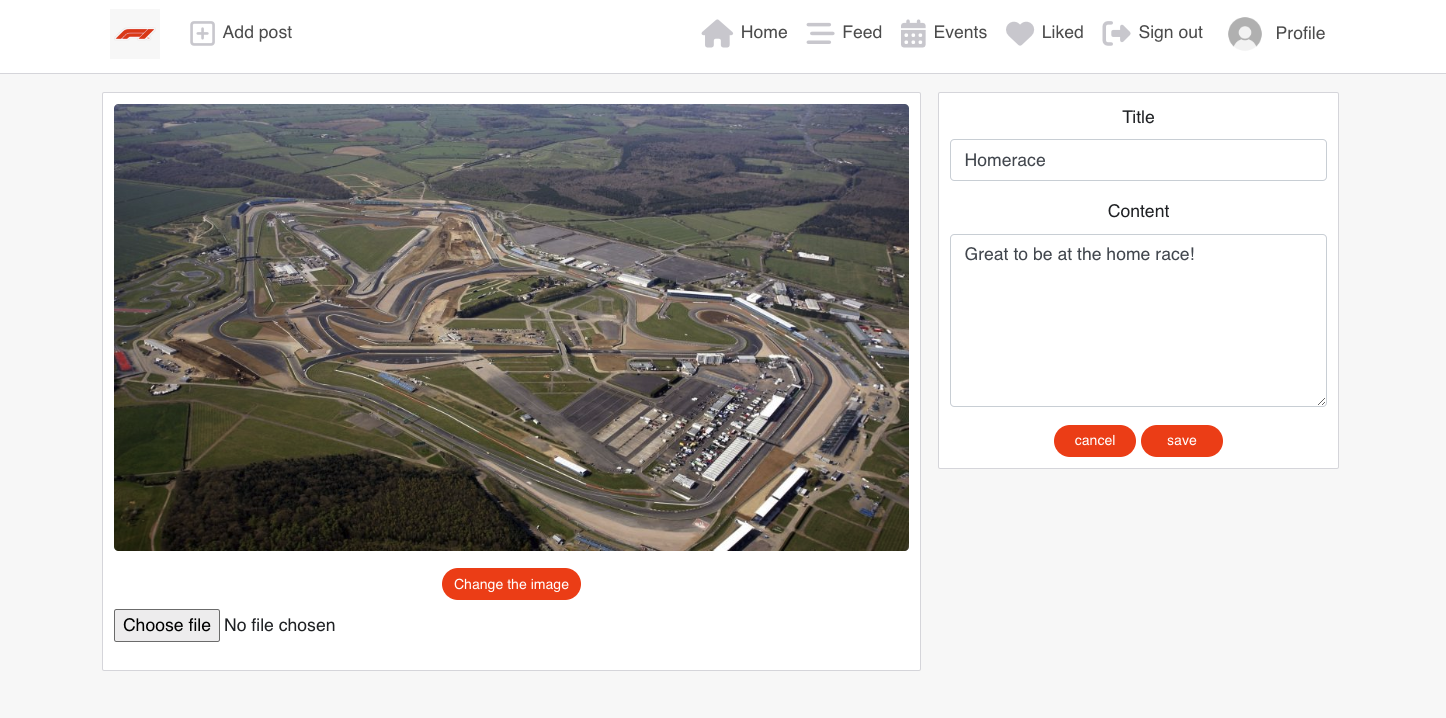 Add post
Home
Feed
Events
Liked
Sign out
Profile
Title
Homerace
Content
Great to be at the home race!
cancel
save
Change the image
Choose file No file chosen